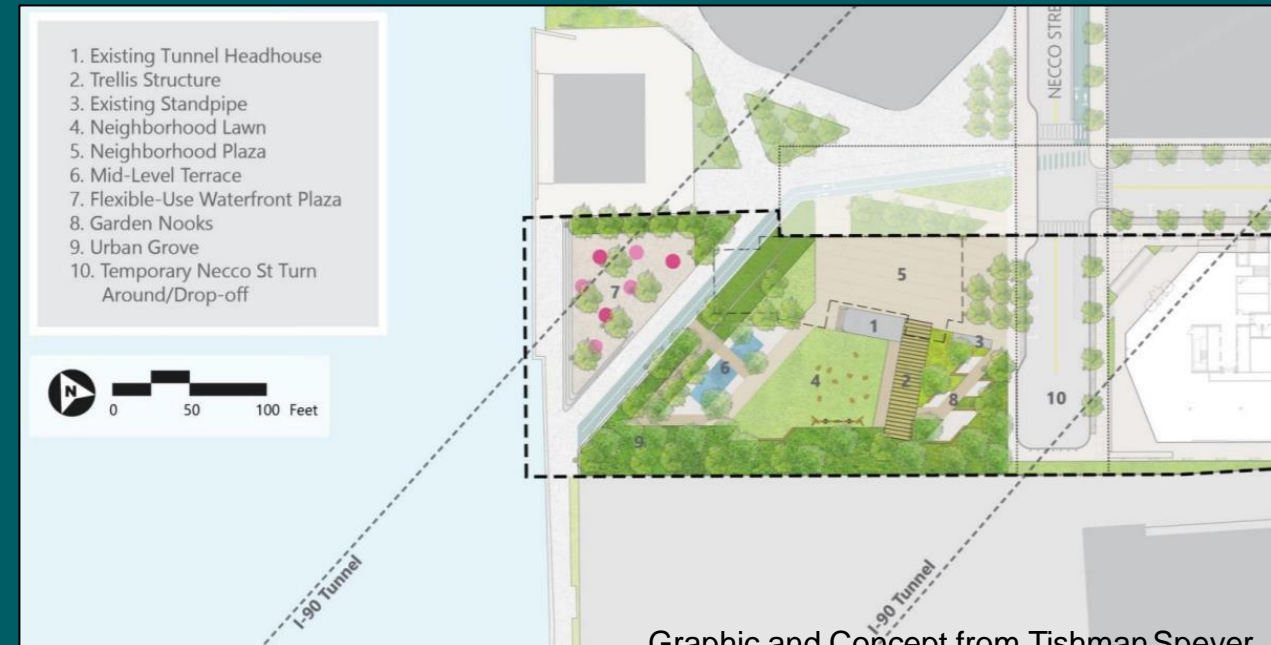 1. Existing Tunnel Headhouse
2. Trellis Structure
3. Existing Standpipe
4. Neighborhood Lawn
5. Neighborhood Plaza
6. Mid-Level Terrace
7. Flexible-Use Waterfront Plaza
8. Garden Nooks
9. Urban Grove
10. Temporary Necco St Turn
Around/Drop-off
N
0 50 100 Feet
NECCO STRE
5
7
1
3
6
4
2
8
10
9
I-90 Tunnel
I-90 Tunnel
Graphic and Concept from Tishman Speyer